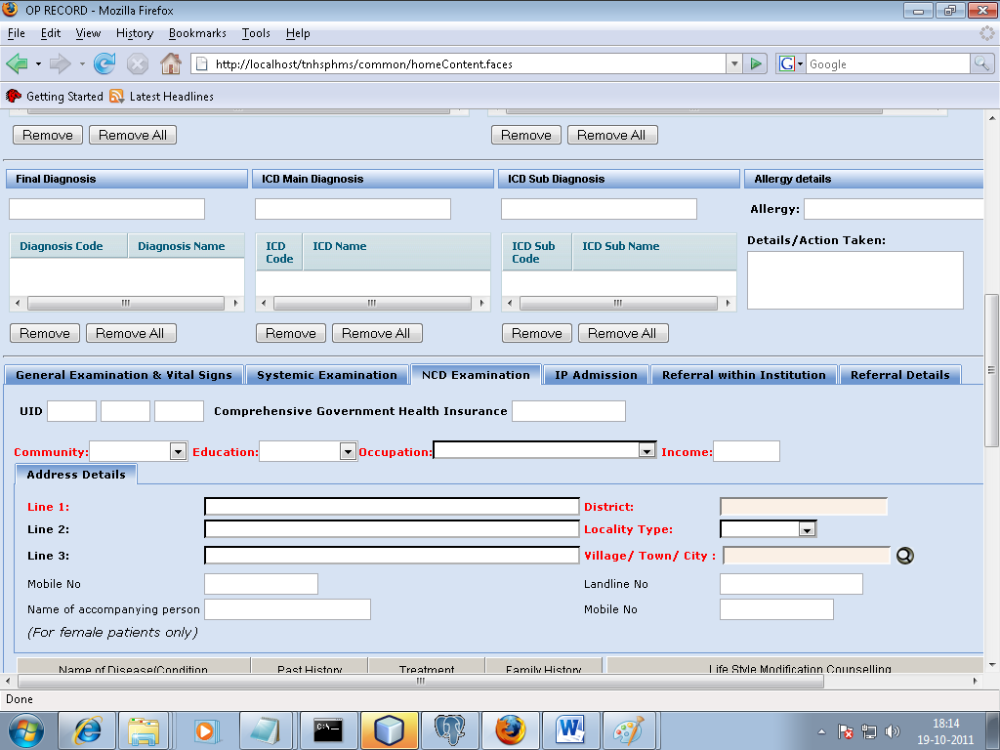 OP RECORD - Mozilla Firefox
File Edit View History Bookmarks Tools Help
http://localhost/tnhsphms/common/homeContent.faces
G Google
Getting Started Latest Headlines
Remove Remove All Remove Remove All
Final Diagnosis ICD Main Diagnosis ICD Sub Diagnosis Allergy details
Allergy:
Details/Action Taken:
Diagnosis Code Diagnosis Name ICD Code ICD Name ICD Sub Code ICD Sub Name
Remove Remove All Remove Remove All Remove Remove All
General Examination & Vital Signs Systemic Examination NCD Examination IP Admission Referral within Institution Referral Details
UID Comprehensive Government Health Insurance
Community: Education: Occupation: Income:
Address Details
Line 1: District:
Line 2: Locality Type:
Line 3: Village/ Town/ City :
Mobile No Landline No
Name of accompanying person Mobile No
(For female patients only)
Name of Disease/Condition Past History Treatment Family History Life Style Modification Counselling
Done
C:\
W
18:14
19-10-2011